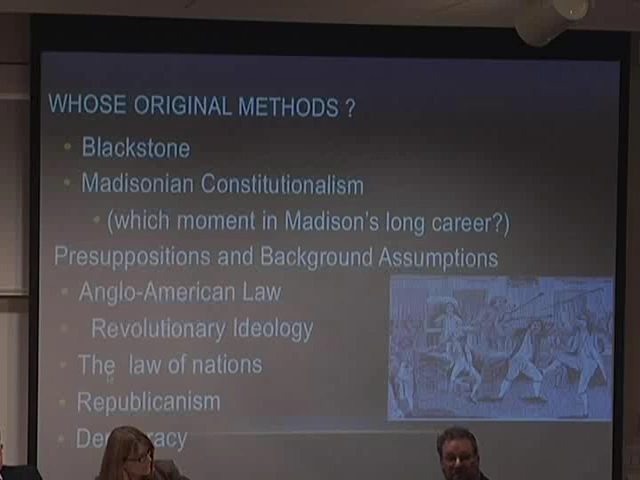 WHOSE ORIGINAL METHODS ?
• Blackstone
• Madisonian Constitutionalism
• (which moment in Madison's long career?)
Presuppositions and Background Assumptions
• Anglo-American Law
• Revolutionary Ideology
• The law of nations
• Republicanism